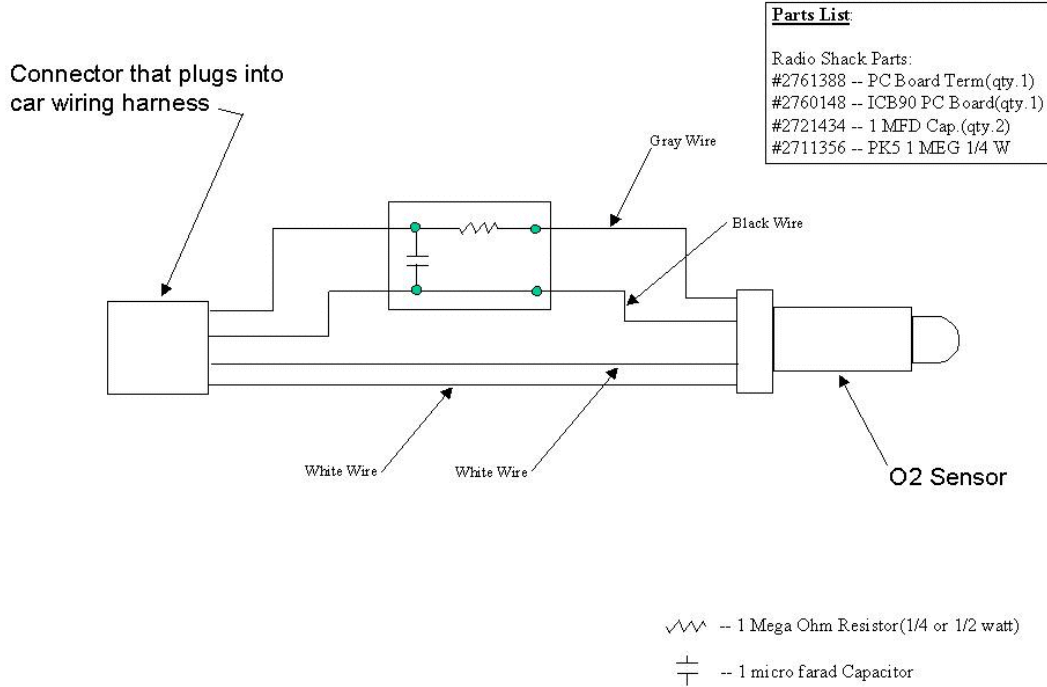 Parts List:
Radio Shack Parts:
#2761388 -- PC Board Term(qty.1)
#2760148 -- ICB90 PC Board(qty.1)
#2721434 -- 1 MFD Cap.(qty.2)
#2711356 -- PK5 1 MEG 1/4 W
Connector that plugs into
car wiring harness
Gray Wire
Black Wire
White Wire
White Wire
O2 Sensor
-- 1 Mega Ohm Resistor(1/4 or 1/2 watt)
-- 1 micro farad Capacitor